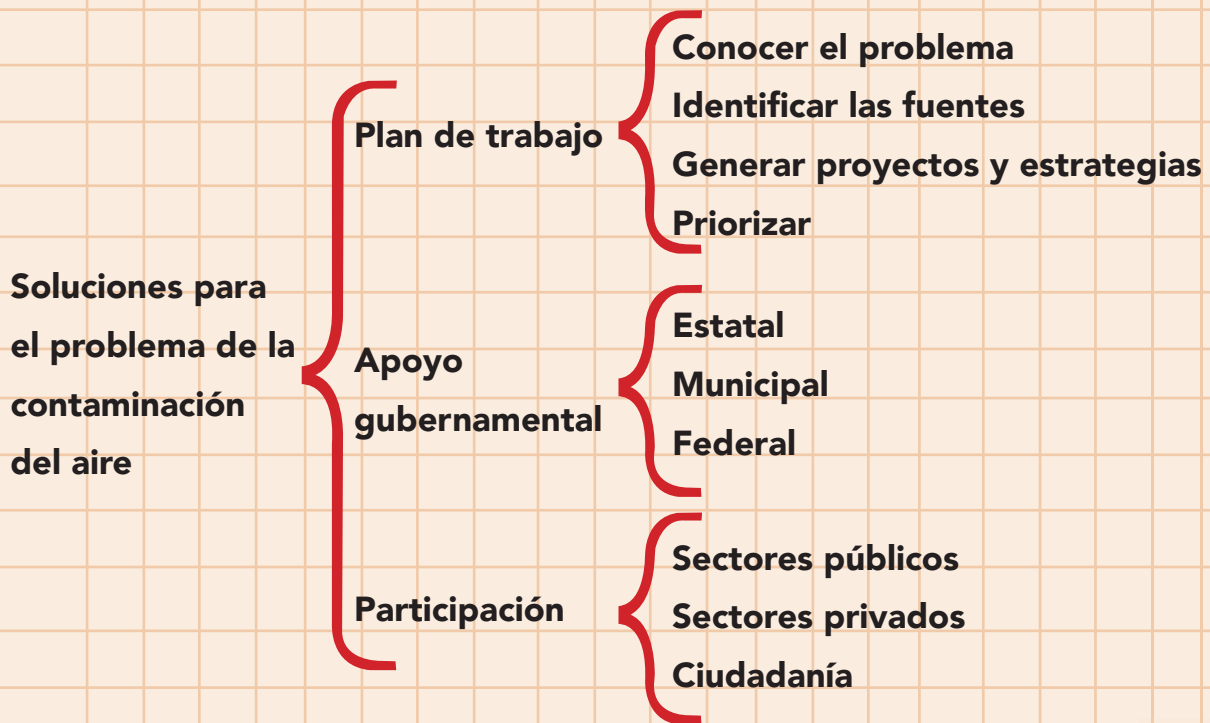 Soluciones para
el problema de la
contaminación
del aire
Plan de trabajo
Conocer el problema
Identificar las fuentes
Generar proyectos y estrategias
Priorizar
Apoyo
gubernamental
Estatal
Municipal
Federal
Participación
Sectores públicos
Sectores privados
Ciudadanía